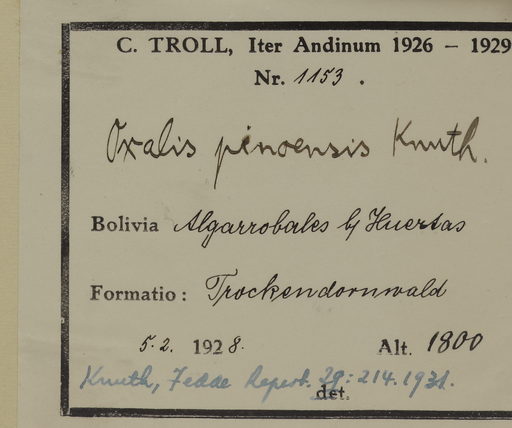 C. TROLL, Iter Andinum 1926 – 1929
Nr. 1153 .
Oxalis pinoensis Knuth.
Bolivia Algarrobales b/ Huertas
Formatio: Trockendornwald
5. 2. 1928. Alt. 1800
Knuth, Fedde Repert. 29: 214. 1931.
det.